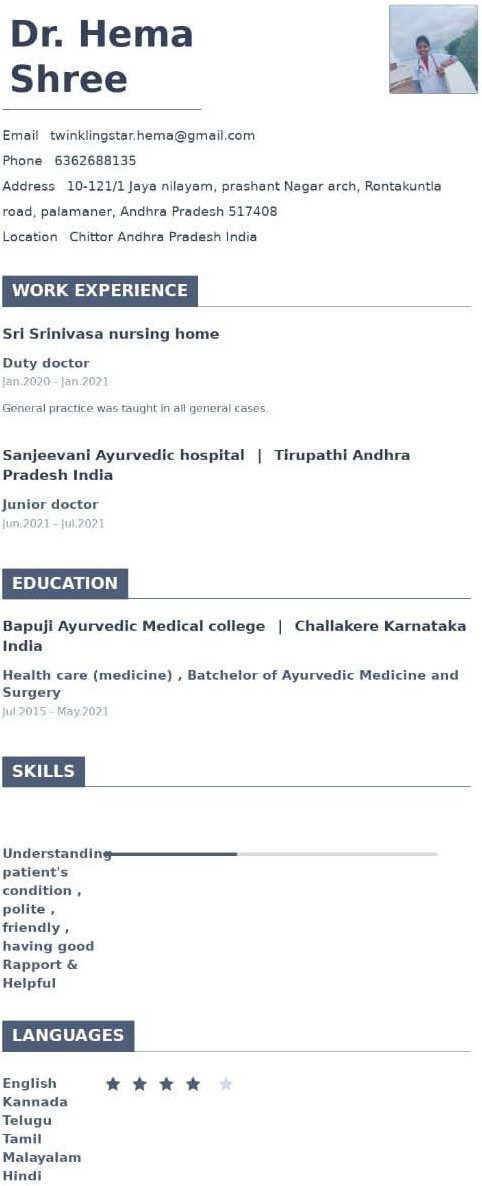 Dr. Hema
Shree
Email twinklingstar.hema@gmail.com
Phone 6362688135
Address 10-121/1 Jaya nilayam, prashant Nagar arch, Rontakuntla
road, palamaner, Andhra Pradesh 517408
Location Chittor Andhra Pradesh India
WORK EXPERIENCE
Sri Srinivasa nursing home
Duty doctor
Jan.2020 - Jan.2021
General practice was taught in all general cases.
Sanjeevani Ayurvedic hospital | Tirupathi Andhra
Pradesh India
Junior doctor
Jun.2021 - Jul.2021
EDUCATION
Bapuji Ayurvedic Medical college | Challakere Karnataka
India
Health care (medicine) , Batchelor of Ayurvedic Medicine and
Surgery
Jul.2015 - May.2021
SKILLS
Understanding
patient's
condition ,
polite ,
friendly ,
having good
Rapport &
Helpful
LANGUAGES
English
Kannada
Telugu
Tamil
Malayalam
Hindi